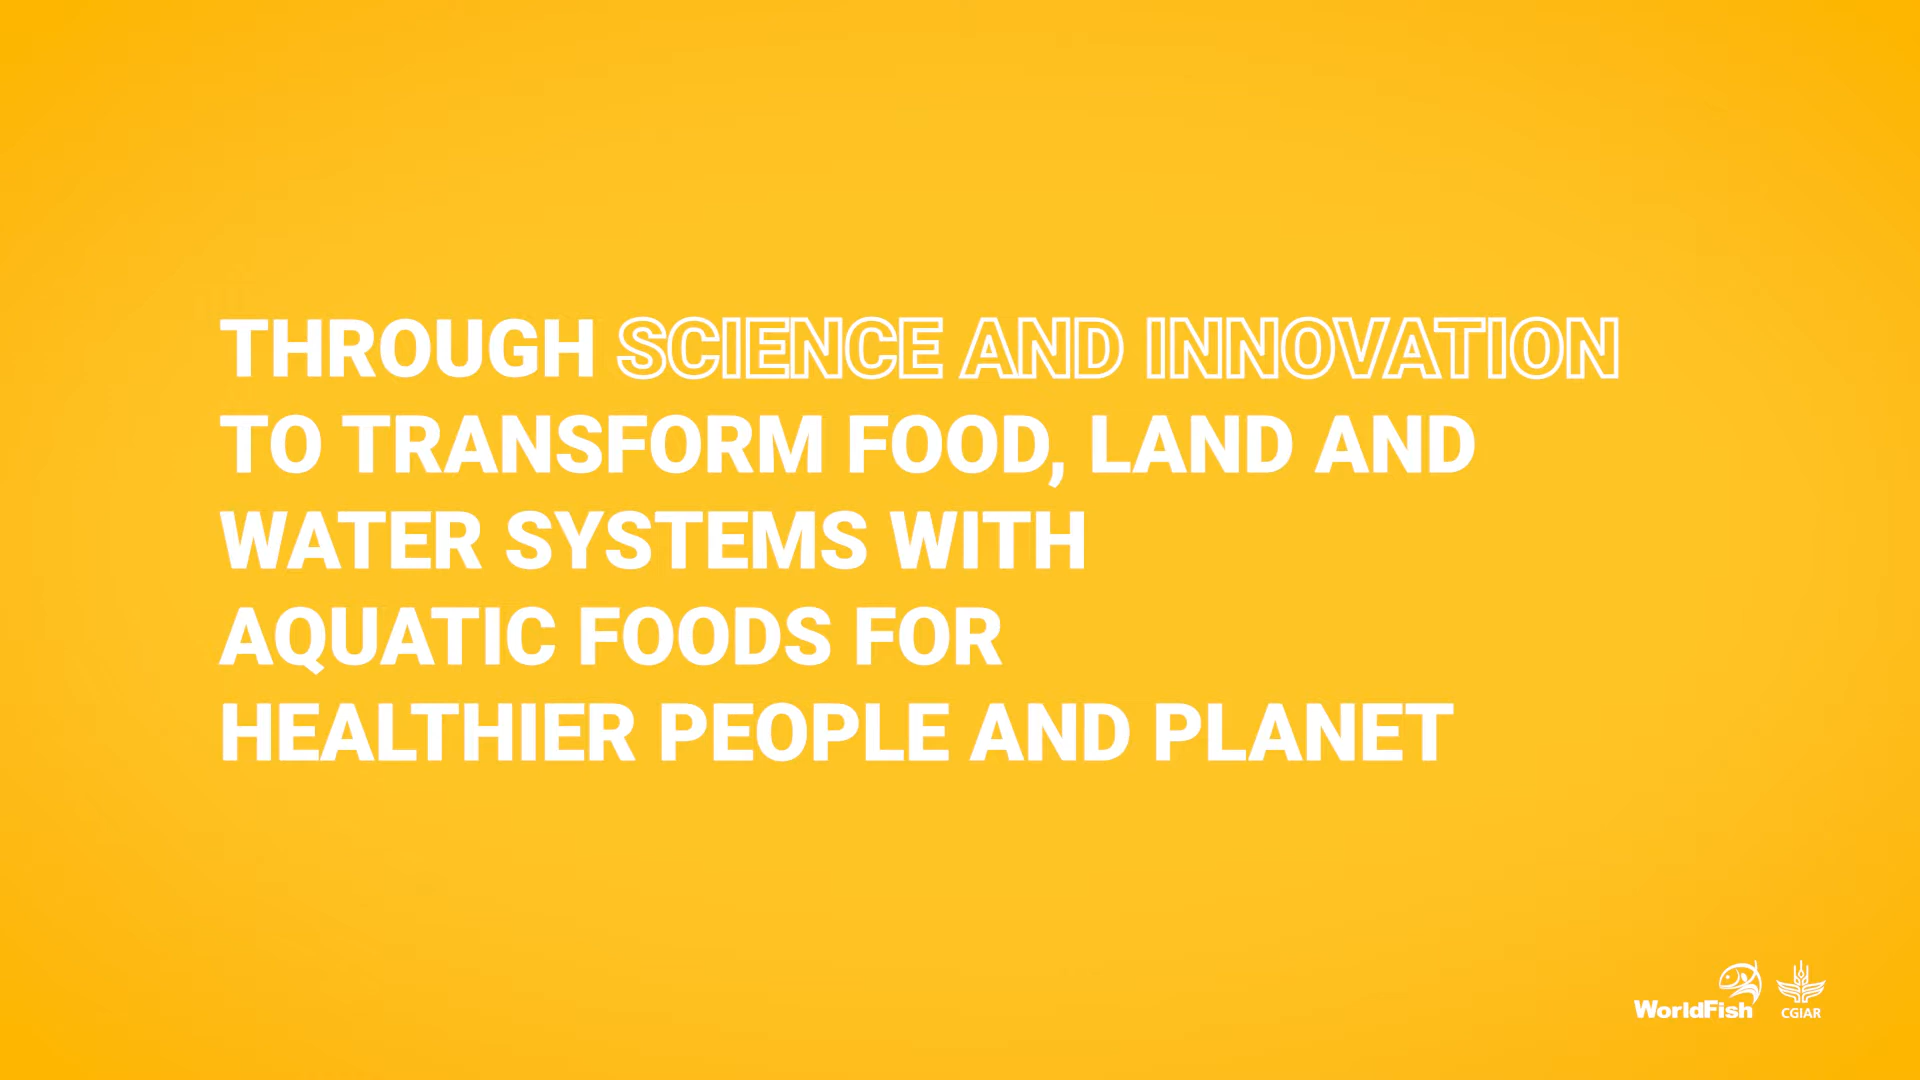 THROUGH SCIENCE AND INNOVATION
TO TRANSFORM FOOD, LAND AND
WATER SYSTEMS WITH
AQUATIC FOODS FOR
HEALTHIER PEOPLE AND PLANET
WorldFish
CGIAR